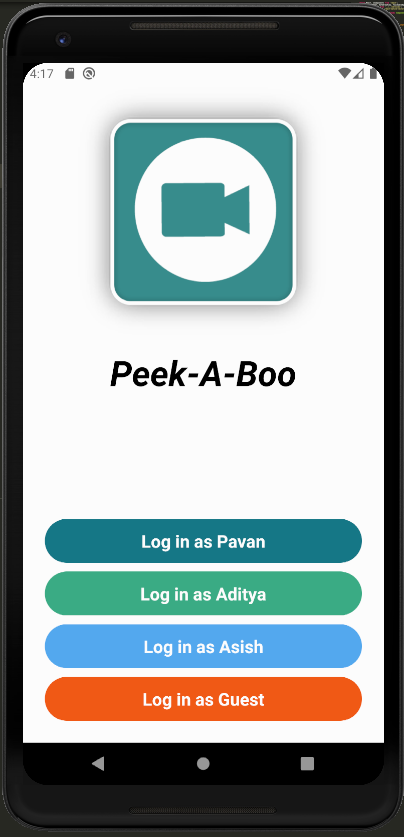 4:17
Peek-A-Boo
Log in as Pavan
Log in as Aditya
Log in as Asish
Log in as Guest